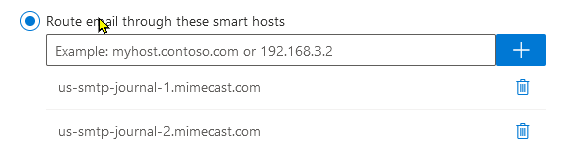 Route email through these smart hosts
Example: myhost.contoso.com or 192.168.3.2
us-smtp-journal-1.mimecast.com
us-smtp-journal-2.mimecast.com